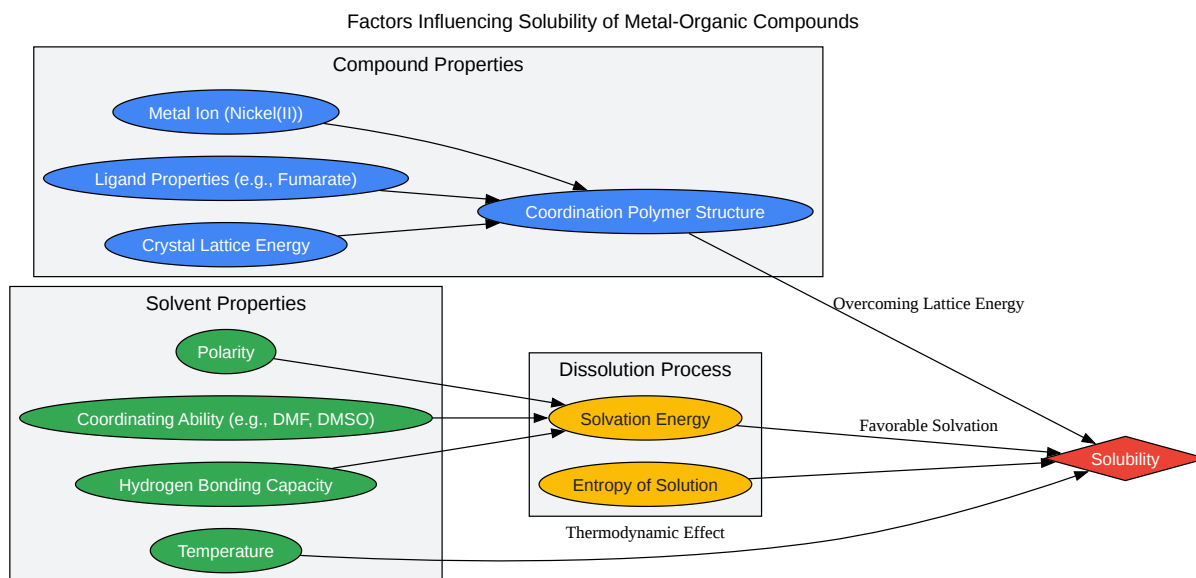 Factors Influencing Solubility of Metal-Organic Compounds
Compound Properties
Metal Ion (Nickel(II))
Ligand Properties (e.g., Fumarate)
Coordination Polymer Structure
Crystal Lattice Energy
Solvent Properties
Overcoming Lattice Energy
Polarity
Dissolution Process
Coordinating Ability (e.g., DMF, DMSO)
Solvation Energy
Favorable Solvation
Solubility
Hydrogen Bonding Capacity
Entropy of Solution
Thermodynamic Effect
Temperature